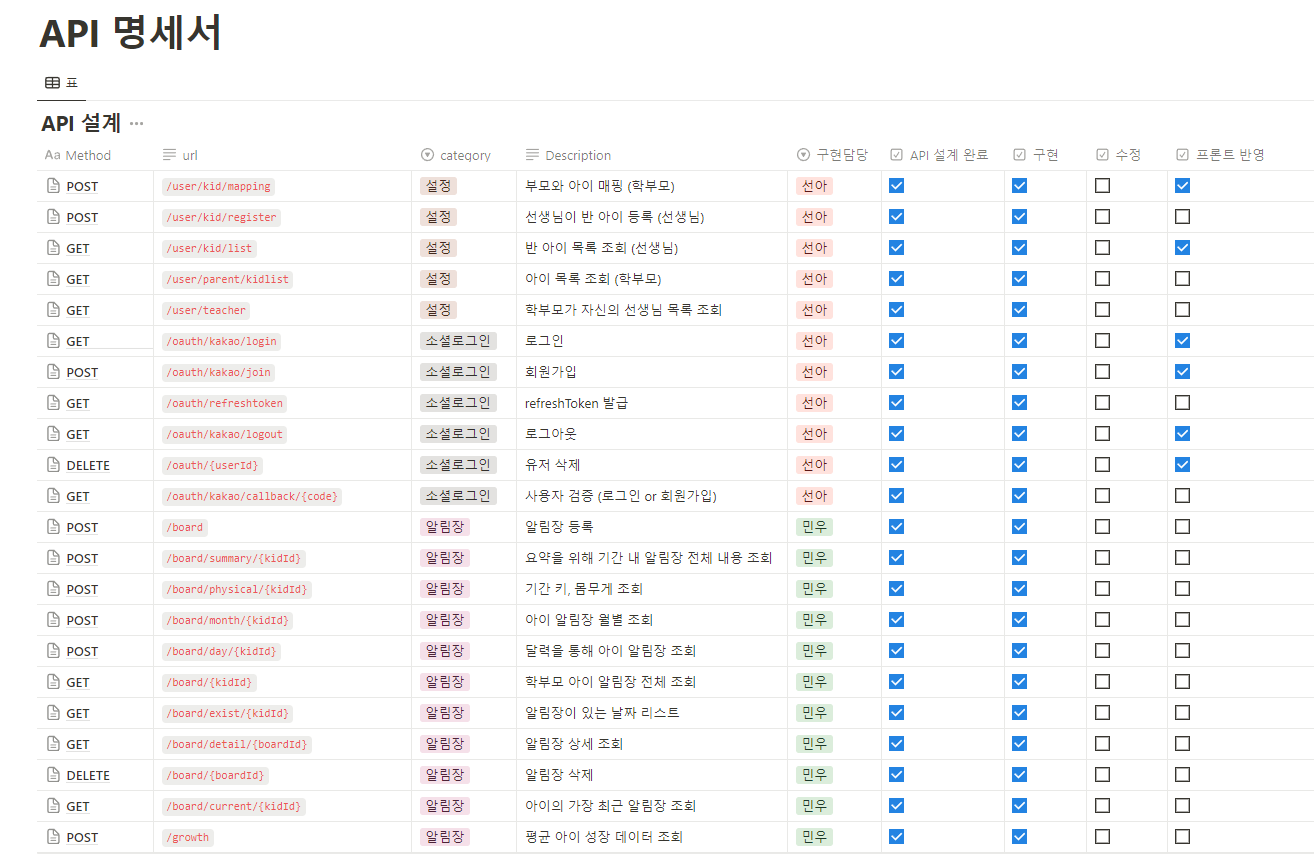 API 명세서
표
API 설계 ...
Aa Method url category Description 구현담당 API 설계 완료 구현 수정 프론트 반영
POST /user/kid/mapping 설정 부모와 아이 매핑 (학부모) 선아
POST /user/kid/register 설정 선생님이 반 아이 등록 (선생님) 선아
GET /user/kid/list 설정 반 아이 목록 조회 (선생님) 선아
GET /user/parent/kidlist 설정 아이 목록 조회 (학부모) 선아
GET /user/teacher 설정 학부모가 자신의 선생님 목록 조회 선아
GET /oauth/kakao/login 소셜로그인 로그인 선아
POST /oauth/kakao/join 소셜로그인 회원가입 선아
GET /oauth/refreshtoken 소셜로그인 refreshToken 발급 선아
GET /oauth/kakao/logout 소셜로그인 로그아웃 선아
DELETE /oauth/{userId} 소셜로그인 유저 삭제 선아
GET /oauth/kakao/callback/{code} 소셜로그인 사용자 검증 (로그인 or 회원가입) 선아
POST /board 알림장 알림장 등록 민우
POST /board/summary/{kidId} 알림장 요약을 위해 기간 내 알림장 전체 내용 조회 민우
POST /board/physical/{kidId} 알림장 기간 키, 몸무게 조회 민우
POST /board/month/{kidId} 알림장 아이 알림장 월별 조회 민우
POST /board/day/{kidId} 알림장 달력을 통해 아이 알림장 조회 민우
GET /board/{kidId} 알림장 학부모 아이 알림장 전체 조회 민우
GET /board/exist/{kidId} 알림장 알림장이 있는 날짜 리스트 민우
GET /board/detail/{boardId} 알림장 알림장 상세 조회 민우
DELETE /board/{boardId} 알림장 알림장 삭제 민우
GET /board/current/{kidId} 알림장 아이의 가장 최근 알림장 조회 민우
POST /growth 알림장 평균 아이 성장 데이터 조회 민우